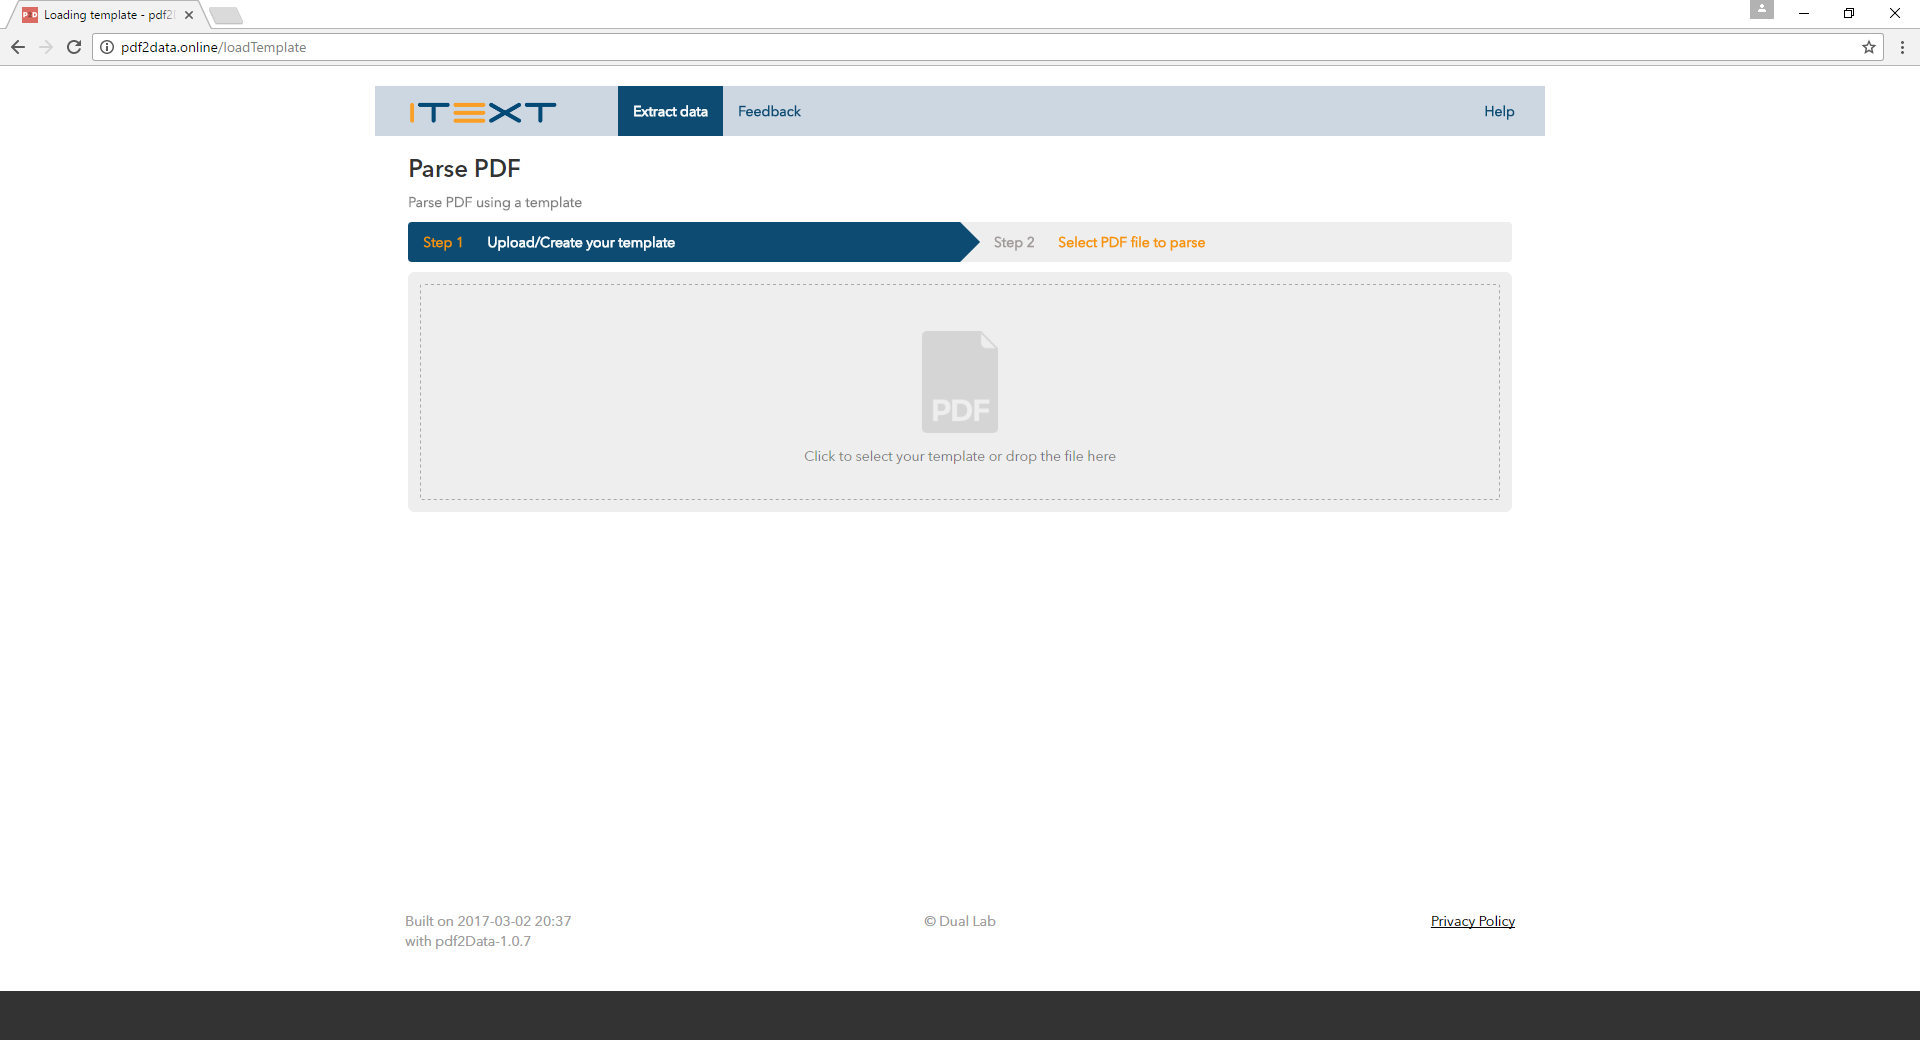 Loading template - pdf2
pdf2data.online/loadTemplate
ITEXT
Extract data
Feedback
Help
Parse PDF
Parse PDF using a template
Step 1 Upload/Create your template
Step 2 Select PDF file to parse
PDF
Click to select your template or drop the file here
Built on 2017-03-02 20:37
with pdf2Data-1.0.7
© Dual Lab
Privacy Policy